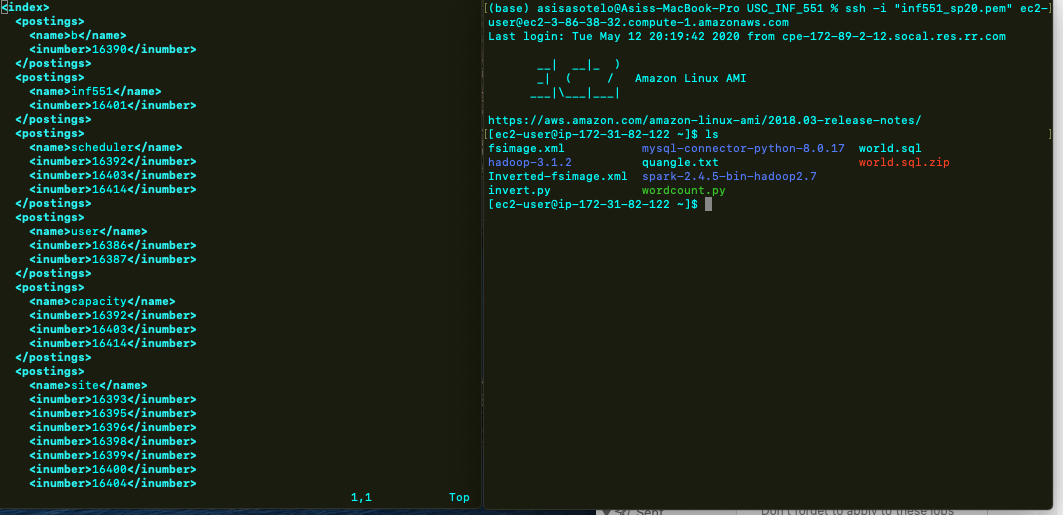 <index>
<postings>
<name>b</name>
<inumber>16390</inumber>
</postings>
<postings>
<name>inf551</name>
<inumber>16401</inumber>
</postings>
<postings>
<name>scheduler</name>
<inumber>16392</inumber>
<inumber>16403</inumber>
<inumber>16414</inumber>
</postings>
<postings>
<name>user</name>
<inumber>16386</inumber>
<inumber>16387</inumber>
</postings>
<postings>
<name>capacity</name>
<inumber>16392</inumber>
<inumber>16403</inumber>
<inumber>16414</inumber>
</postings>
<postings>
<name>site</name>
<inumber>16393</inumber>
<inumber>16395</inumber>
<inumber>16396</inumber>
<inumber>16398</inumber>
<inumber>16399</inumber>
<inumber>16400</inumber>
<inumber>16404</inumber>
1,1 Top
[(base) asisasotelo@Asiss-MacBook-Pro USC_INF_551 % ssh -i "inf551_sp20.pem" ec2-]
user@ec2-3-86-38-32.compute-1.amazonaws.com
Last login: Tue May 12 20:19:42 2020 from cpe-172-89-2-12.socal.res.rr.com
__| __|_ )
_| ( / Amazon Linux AMI
___|\___|___|
https://aws.amazon.com/amazon-linux-ami/2018.03-release-notes/
[[ec2-user@ip-172-31-82-122 ~]$ ls ]
fsimage.xml mysql-connector-python-8.0.17 world.sql
hadoop-3.1.2 quangle.txt world.sql.zip
Inverted-fsimage.xml spark-2.4.5-bin-hadoop2.7
invert.py wordcount.py
[ec2-user@ip-172-31-82-122 ~]$
Sent
Don't forget to apply to these jobs